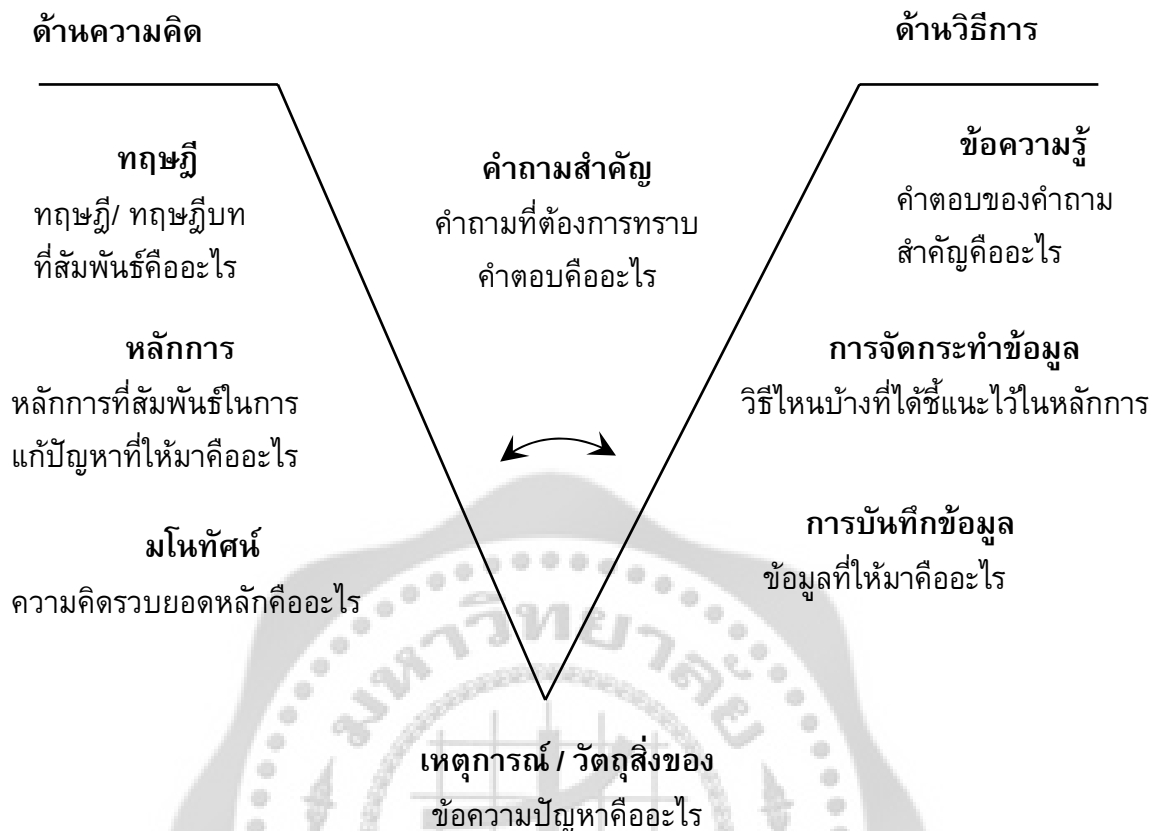 ด้านความคิด
ด้านวิธีการ
ทฤษฎี
ทฤษฎี/ ทฤษฎีบท
ที่สัมพันธ์คืออะไร
หลักการ
หลักการที่สัมพันธ์ในการ
แก้ปัญหาที่ให้มาคืออะไร
มโนทัศน์
ความคิดรวบยอดหลักคืออะไร
คำถามสำคัญ
คำถามที่ต้องการทราบ
คำตอบคืออะไร
ข้อความรู้
คำตอบของคำถาม
สำคัญคืออะไร
การจัดกระทำข้อมูล
วิธีไหนบ้างที่ได้ชี้แนะไว้ในหลักการ
การบันทึกข้อมูล
ข้อมูลที่ให้มาคืออะไร
มหาวิทยาลัย
เหตุการณ์ / วัตถุสิ่งของ
ข้อความปัญหาคืออะไร